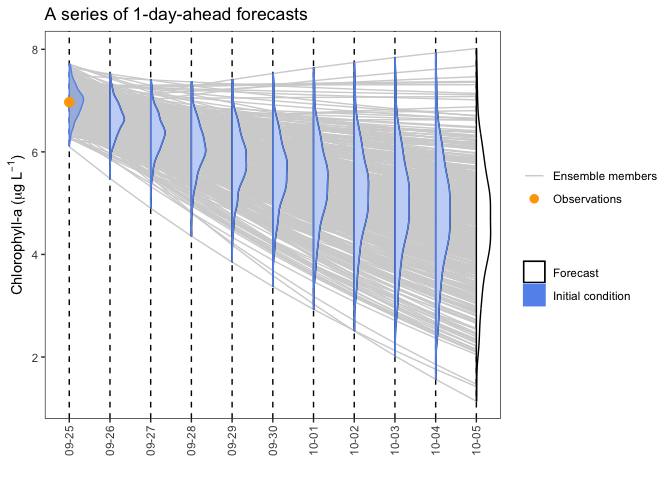 A series of 1-day-ahead forecasts
Chlorophyll-a (μg L⁻¹)
8
6
4
2
09-25
09-26
09-27
09-28
09-29
09-30
10-01
10-02
10-03
10-04
10-05
Ensemble members
Observations
Forecast
Initial condition